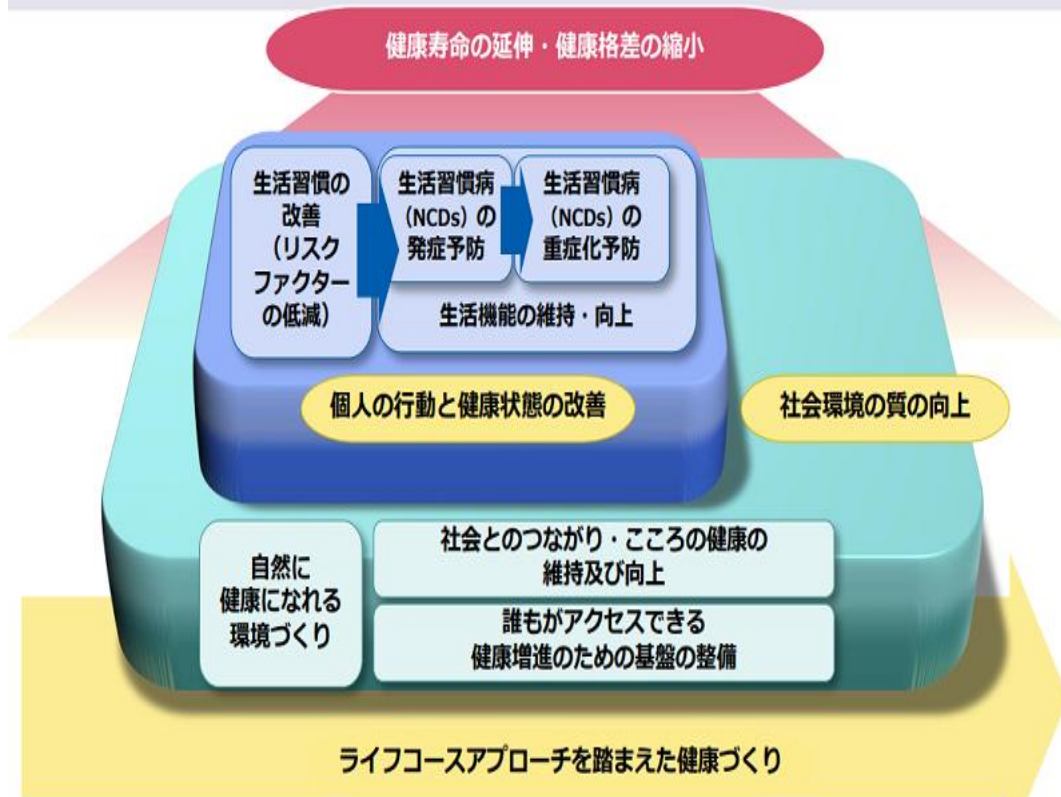 健康寿命の延伸・健康格差の縮小
生活習慣の
改善
（リスク
ファクター
の低減）
生活習慣病
（NCDs）の
発症予防
生活習慣病
（NCDs）の
重症化予防
生活機能の維持・向上
個人の行動と健康状態の改善
社会環境の質の向上
自然に
健康になれる
環境づくり
社会とのつながり・こころの健康の
維持及び向上
誰もがアクセスできる
健康増進のための基盤の整備
ライフコースアプローチを踏まえた健康づくり